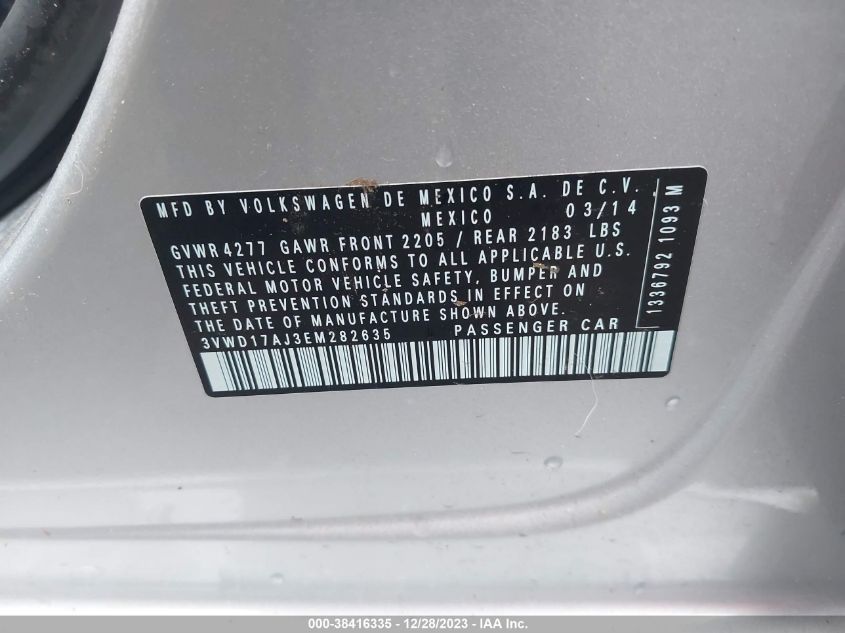 MFD BY VOLKSWAGEN DE MEXICO S.A. DE C.V.
MEXICO 03/14
GVWR 4277 GAWR FRONT 2205 / REAR 2183 LBS
THIS VEHICLE CONFORMS TO ALL APPLICABLE U.S.
FEDERAL MOTOR VEHICLE SAFETY, BUMPER AND
THEFT PREVENTION STANDARDS IN EFFECT ON
THE DATE OF MANUFACTURE SHOWN ABOVE.
3VWD17AJ3EM282635 PASSENGER CAR
1336792 1093 M
000-38416335 - 12/28/2023 - IAA Inc.